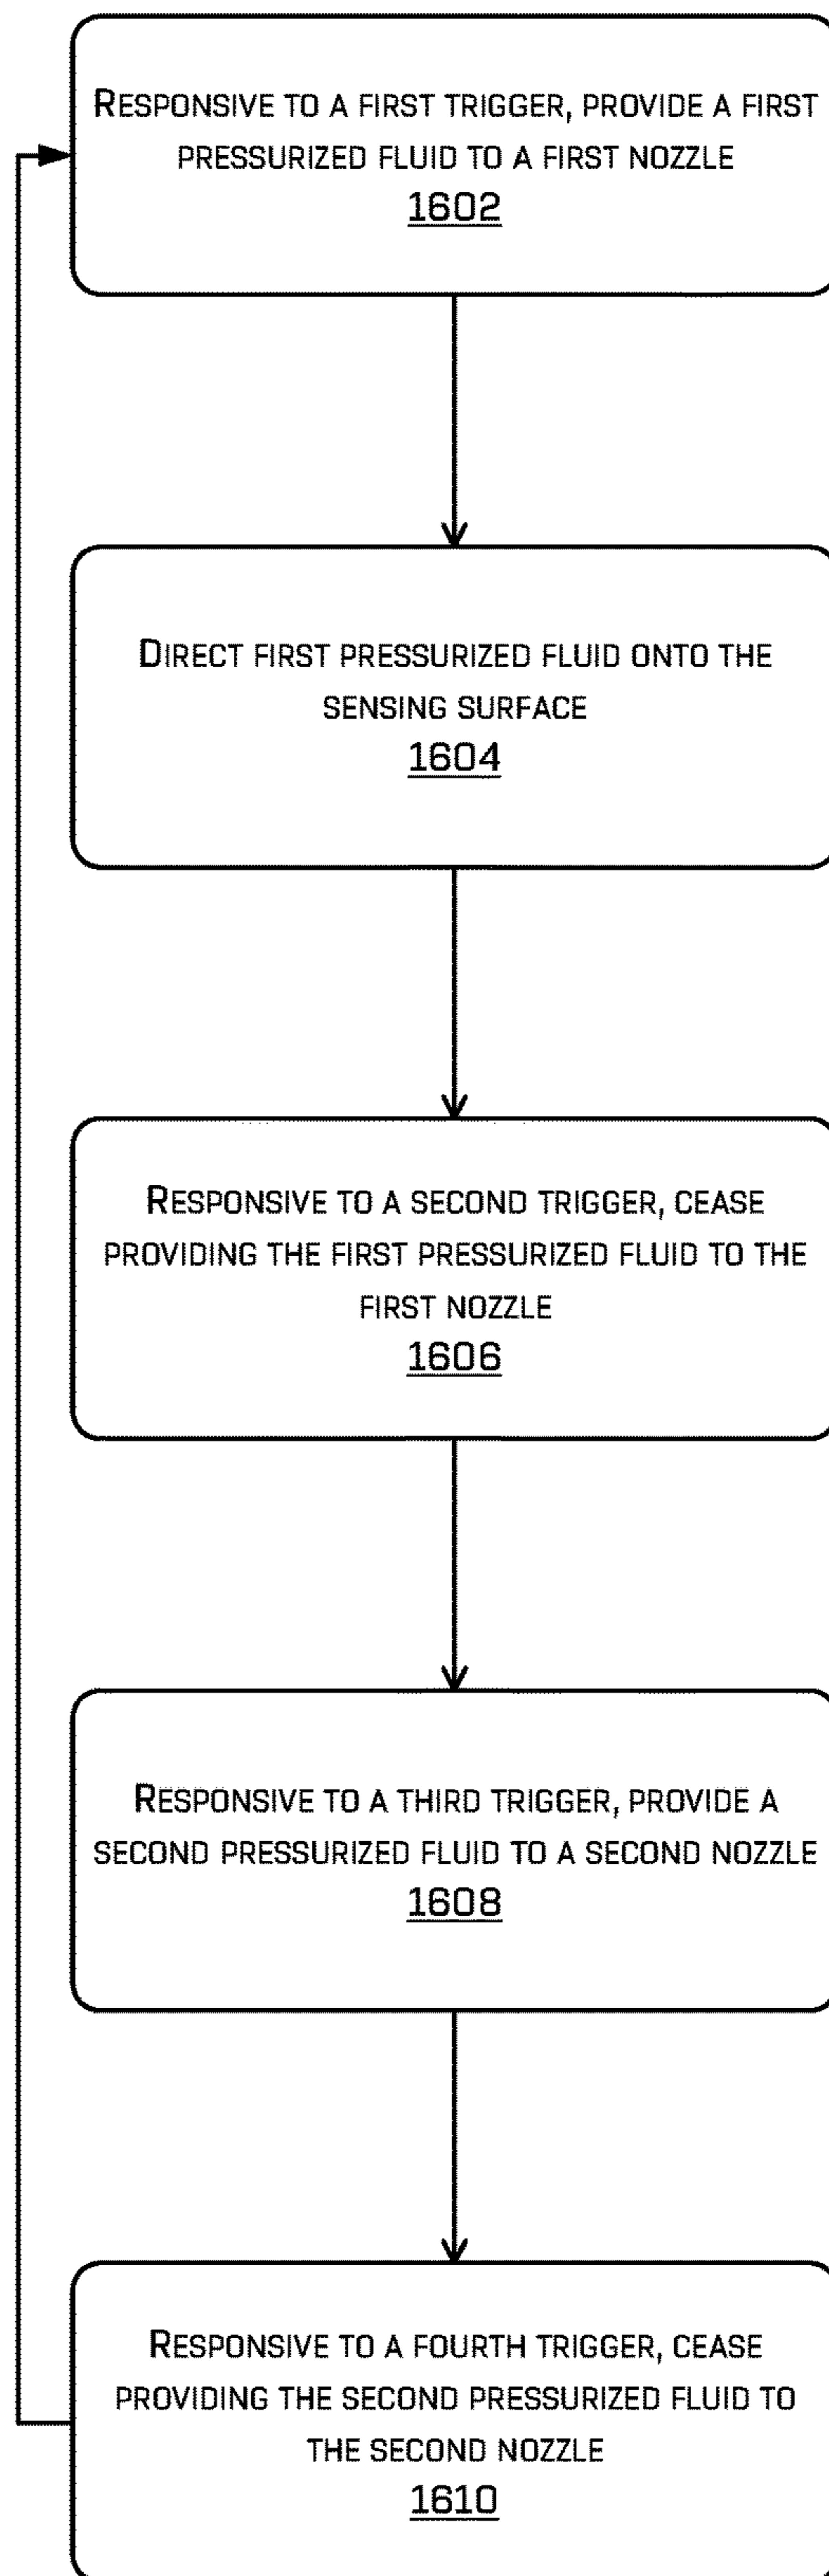 RESPONSIVE TO A FIRST TRIGGER, PROVIDE A FIRST
PRESSURIZED FLUID TO A FIRST NOZZLE
1602
DIRECT FIRST PRESSURIZED FLUID ONTO THE
SENSING SURFACE
1604
RESPONSIVE TO A SECOND TRIGGER, CEASE
PROVIDING THE FIRST PRESSURIZED FLUID TO THE
FIRST NOZZLE
1606
RESPONSIVE TO A THIRD TRIGGER, PROVIDE A
SECOND PRESSURIZED FLUID TO A SECOND NOZZLE
1608
RESPONSIVE TO A FOURTH TRIGGER, CEASE
PROVIDING THE SECOND PRESSURIZED FLUID TO
THE SECOND NOZZLE
1610